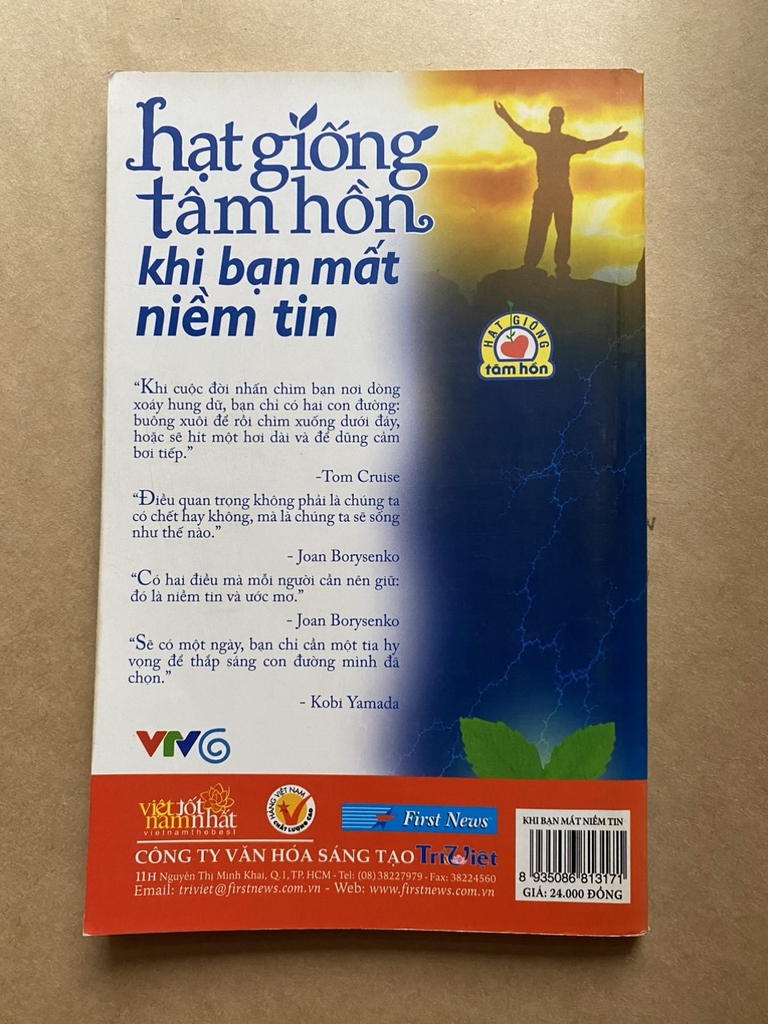 hạt giống
tâm hồn
khi bạn mất
niềm tin
HẠT GIỐNG
tâm hồn
“Khi cuộc đời nhấn chìm bạn nơi dòng
xoáy hung dữ, bạn chỉ có hai con đường:
buông xuôi để rồi chìm xuống dưới đáy,
hoặc sẽ hít một hơi dài và để dũng cảm
bơi tiếp.”
-Tom Cruise
“Điều quan trọng không phải là chúng ta
có chết hay không, mà là chúng ta sẽ sống
như thế nào.”
- Joan Borysenko
“Có hai điều mà mỗi người cần nên giữ:
đó là niềm tin và ước mơ.”
- Joan Borysenko
“Sẽ có một ngày, bạn chỉ cần một tia hy
vọng để thắp sáng con đường mình đã
chọn.”
- Kobi Yamada
VTV6
việt tốt
nam nhất
vietnamthebest
HÀNG VIỆT NAM
CHẤT LƯỢNG CAO
First News
CÔNG TY VĂN HÓA SÁNG TẠO Trí Việt
11H Nguyễn Thị Minh Khai, Q.1, TP. HCM - Tel: (08) 38227979 - Fax: 38224560
Email: triviet@firstnews.com.vn - Web: www.firstnews.com.vn
KHI BẠN MẤT NIỀM TIN
8 935086 813171
GIÁ: 24.000 ĐỒNG